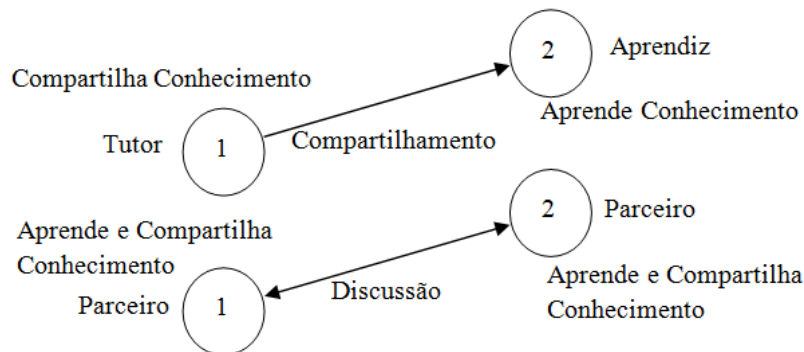 2 Aprendiz
Compartilha Conhecimento
Aprende Conhecimento
Tutor 1 Compartilhamento
2 Parceiro
Aprende e Compartilha
Conhecimento
Aprende e Compartilha
Conhecimento
Parceiro 1 Discussão